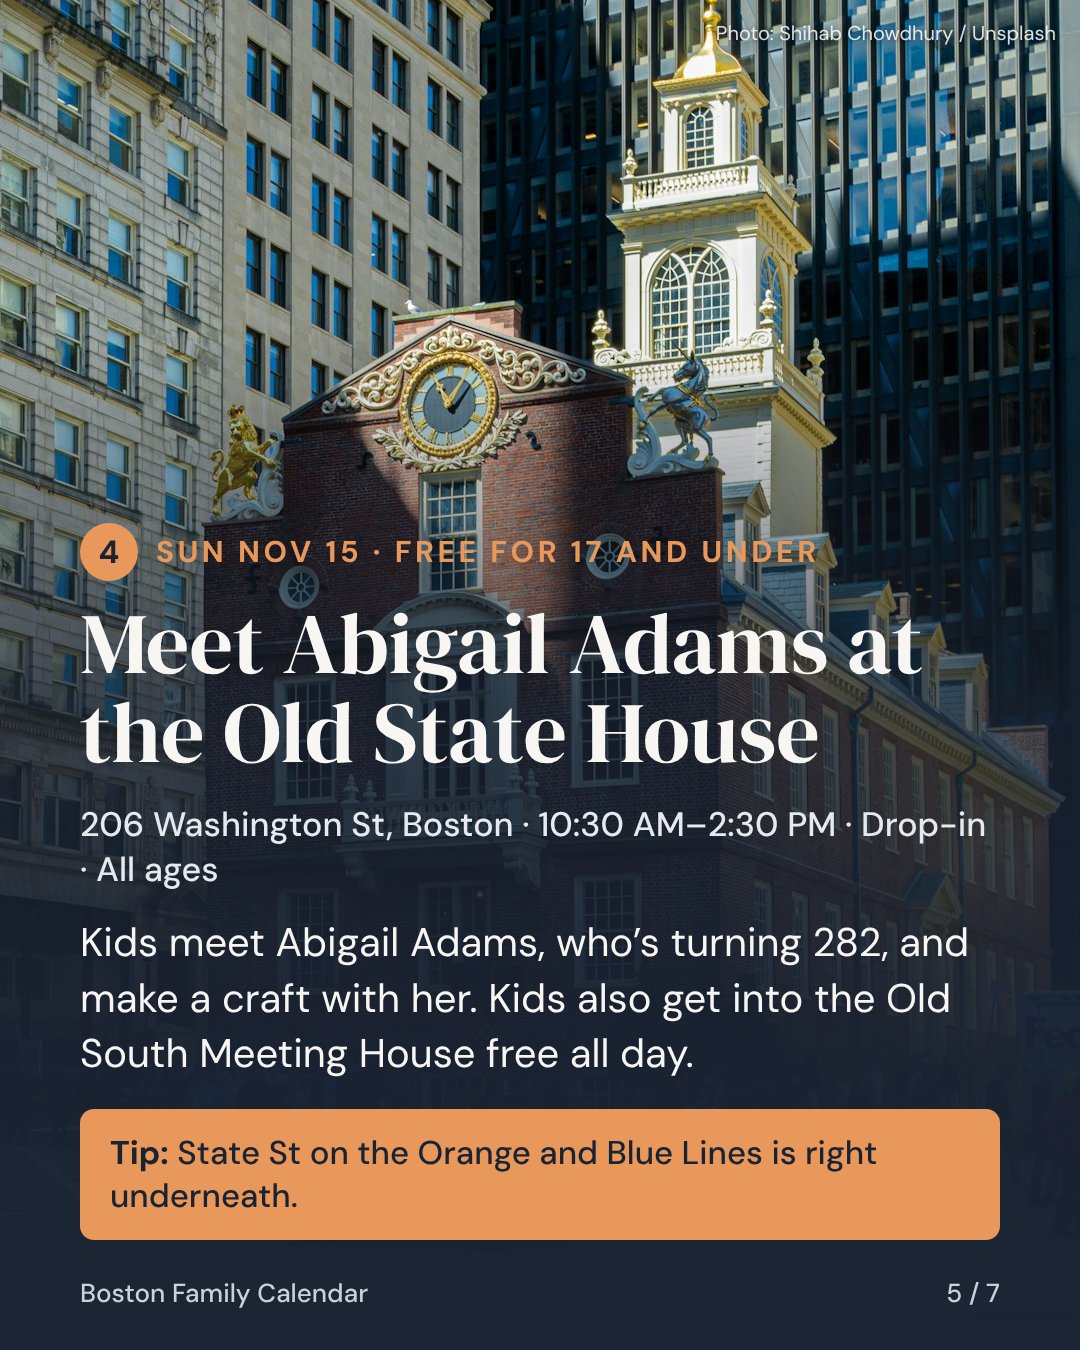 Photo: Shihab Chowdhury / Unsplash
4 SUN NOV 15 · FREE FOR 17 AND UNDER
Meet Abigail Adams at
the Old State House
206 Washington St, Boston · 10:30 AM–2:30 PM · Drop-in
· All ages
Kids meet Abigail Adams, who’s turning 282, and
make a craft with her. Kids also get into the Old
South Meeting House free all day.
Tip: State St on the Orange and Blue Lines is right
underneath.
Boston Family Calendar 5 / 7